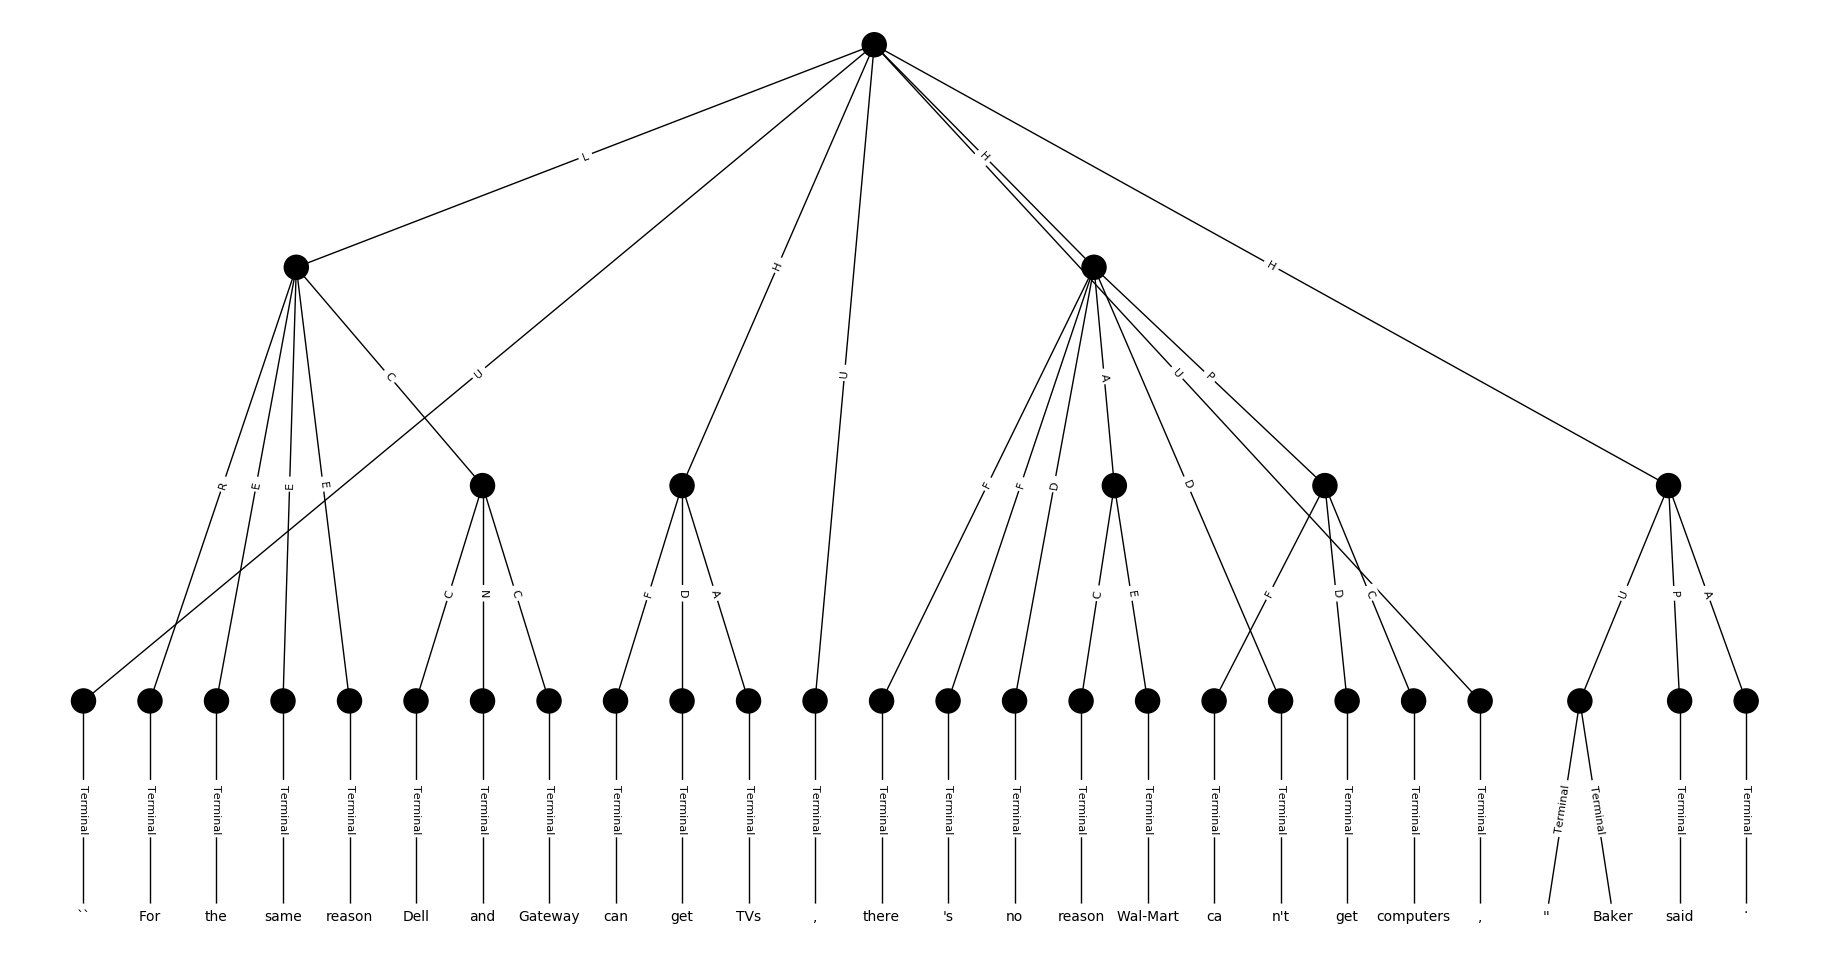 L
H
H
U
U
C
U
A
U
P
R
E
E
E
F
F
D
D
C
N
C
F
D
A
C
E
F
D
C
U
P
A
Terminal Terminal Terminal Terminal Terminal Terminal Terminal Terminal Terminal Terminal Terminal Terminal Terminal Terminal Terminal Terminal Terminal Terminal Terminal Terminal Terminal Terminal Terminal Terminal Terminal Terminal
`` For the same reason Dell and Gateway can get TVs , there 's no reason Wal-Mart ca n't get computers , " Baker said .